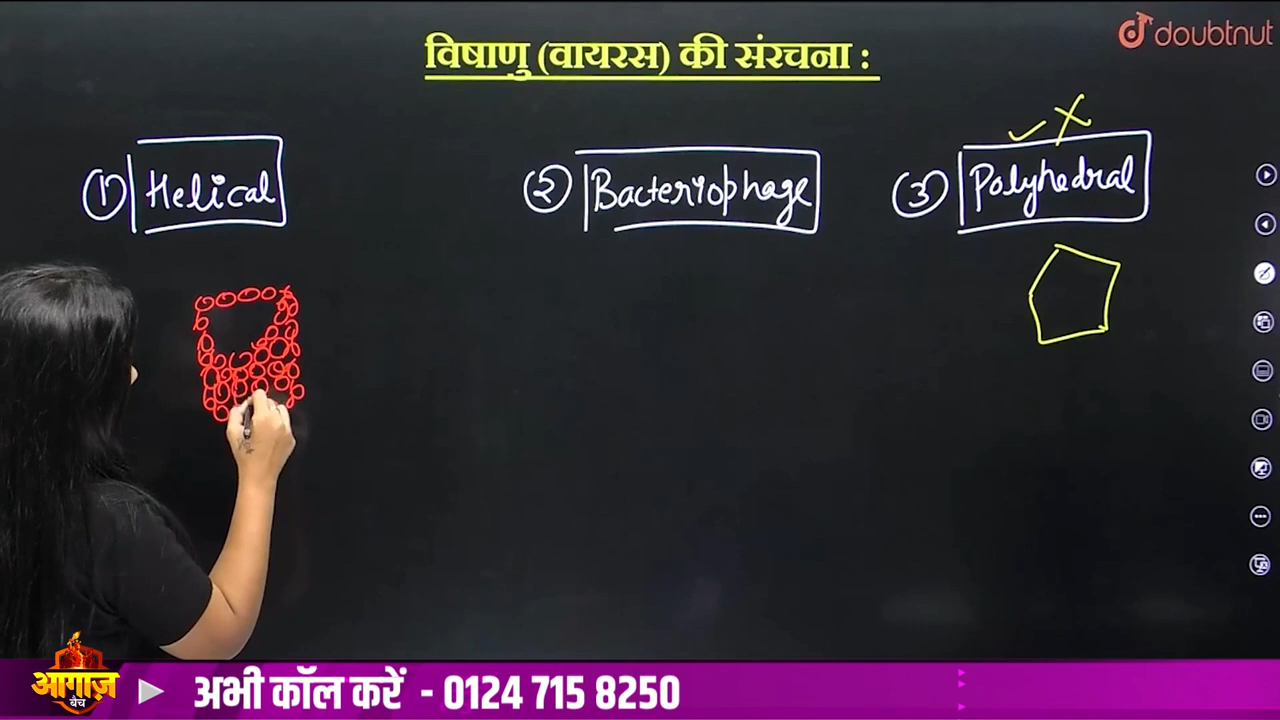 doubtnut
विषाणु (वायरस) की संरचना :
① Helical
② Bacteriophage
③ Polyhedral
आगाज़
बैच
अभी कॉल करें - 0124 715 8250